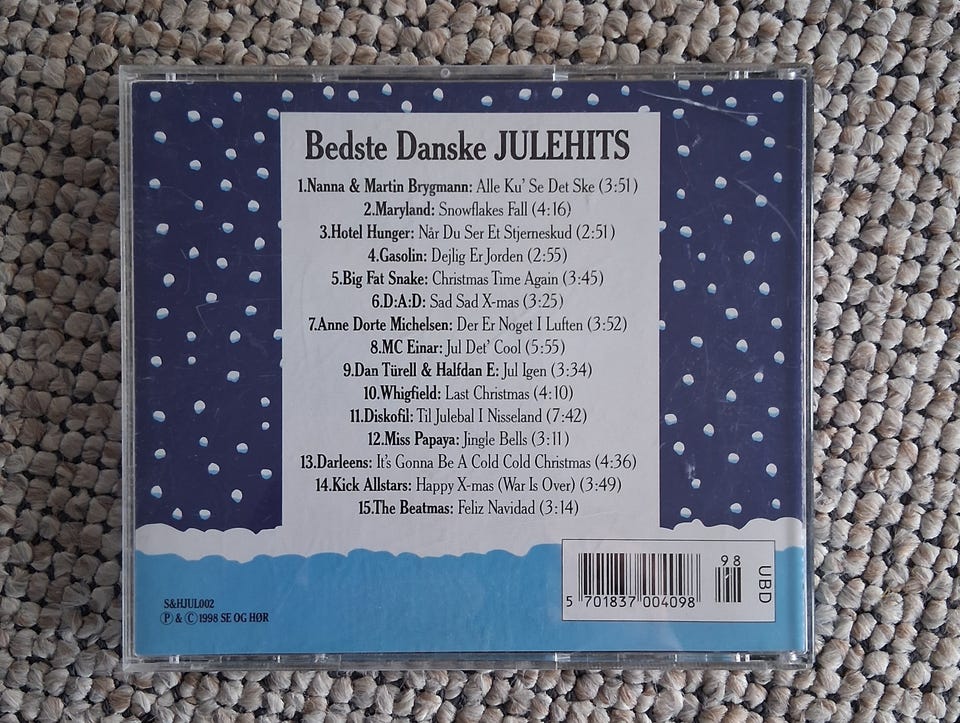 Bedste Danske JULEHITS
1.Nanna & Martin Brygmann: Alle Ku' Se Det Ske (3:51)
2.Maryland: Snowflakes Fall (4:16)
3.Hotel Hunger: Når Du Ser Et Stjerneskud (2:51)
4.Gasolin: Dejlig Er Jorden (2:55)
5.Big Fat Snake: Christmas Time Again (3:45)
6.D:A:D: Sad Sad X-mas (3:25)
7.Anne Dorte Michelsen: Der Er Noget I Luften (3:52)
8.MC Einar: Jul Det' Cool (5:55)
9.Dan Türell & Halfdan E: Jul Igen (3:34)
10.Whigfield: Last Christmas (4:10)
11.Diskofil: Til Julebal I Nisseland (7:42)
12.Miss Papaya: Jingle Bells (3:11)
13.Darleens: It's Gonna Be A Cold Cold Christmas (4:36)
14.Kick Allstars: Happy X-mas (War Is Over) (3:49)
15.The Beatmas: Feliz Navidad (3:14)
S&HJUL002
Ⓟ & Ⓒ 1998 SE OG HØR
5 701837 004098
98
UBD